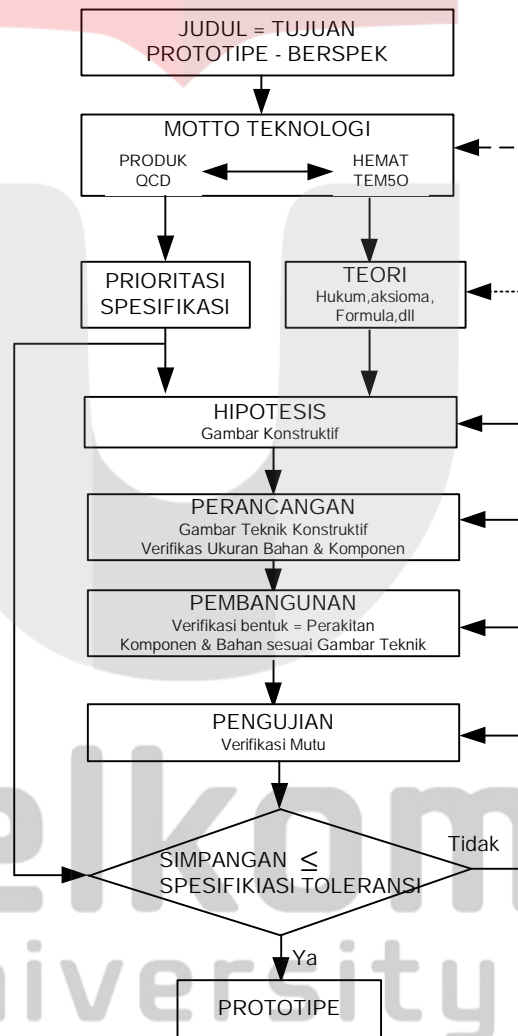 JUDUL = TUJUAN
PROTOTIPE - BERSPEK
MOTTO TEKNOLOGI
PRODUK
QCD
HEMAT
TEM5O
PRIORITASI
SPESIFIKASI
TEORI
Hukum,aksioma,
Formula,dll
HIPOTESIS
Gambar Konstruktif
PERANCANGAN
Gambar Teknik Konstruktif
Verifikas Ukuran Bahan & Komponen
PEMBANGUNAN
Verifikasi bentuk = Perakitan
Komponen & Bahan sesuai Gambar Teknik
PENGUJIAN
Verifikasi Mutu
SIMPANGAN ≤
SPESIFIKIASI TOLERANSI
Tidak
Ya
PROTOTIPE
elkom
niversity